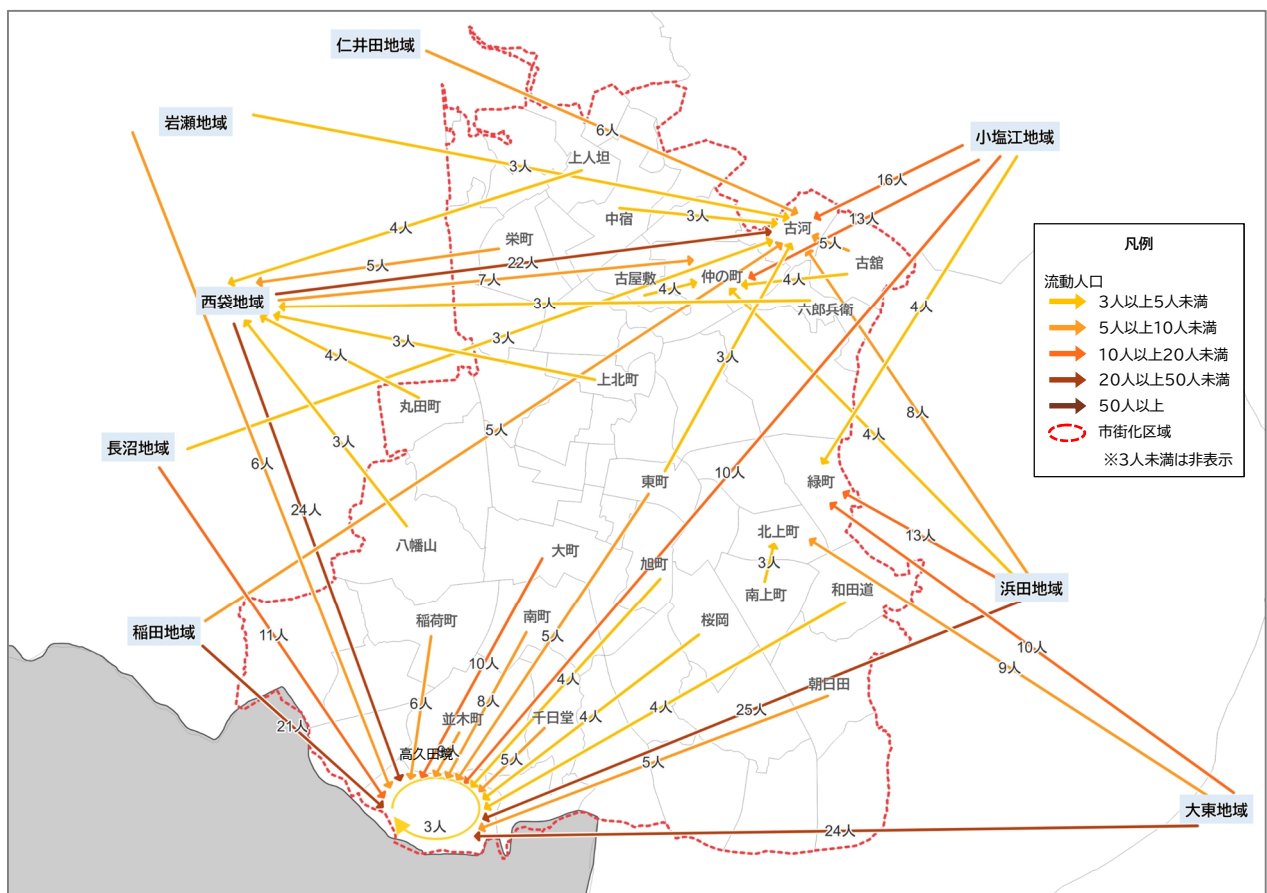 仁井田地域
岩瀬地域
小塩江地域
6人
上人坦
3人
16人
中宿
3人
13人
古河
4人
栄町
5人
古舘
5人
22人
7人
古屋敷
仲の町
4人
4人
西袋地域
3人
六郎兵衛
4人
3人
3人
4人
3人
上北町
丸田町
凡例
流動人口
3人以上5人未満
5人以上10人未満
10人以上20人未満
20人以上50人未満
50人以上
市街化区域
※3人未満は非表示
8人
5人
4人
3人
長沼地域
6人
10人
東町
緑町
24人
13人
北上町
八幡山
大町
旭町
3人
浜田地域
南上町
和田道
稲荷町
南町
桜岡
稲田地域
11人
5人
10人
9人
10人
4人
朝日田
6人
8人
4人
25人
4人
並木町
千日堂
21人
高久田境
5人
5人
3人
24人
大東地域